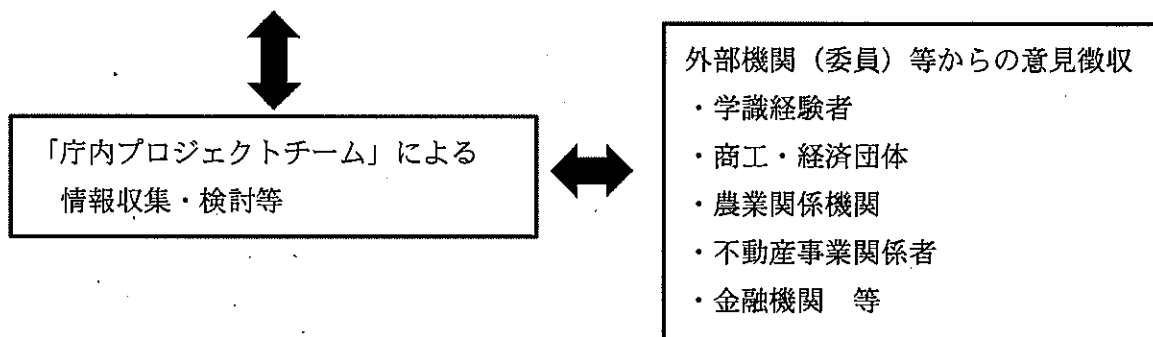 「庁内プロジェクトチーム」による
情報収集・検討等
外部機関（委員）等からの意見徴収
・学識経験者
・商工・経済団体
・農業関係機関
・不動産事業関係者
・金融機関　等